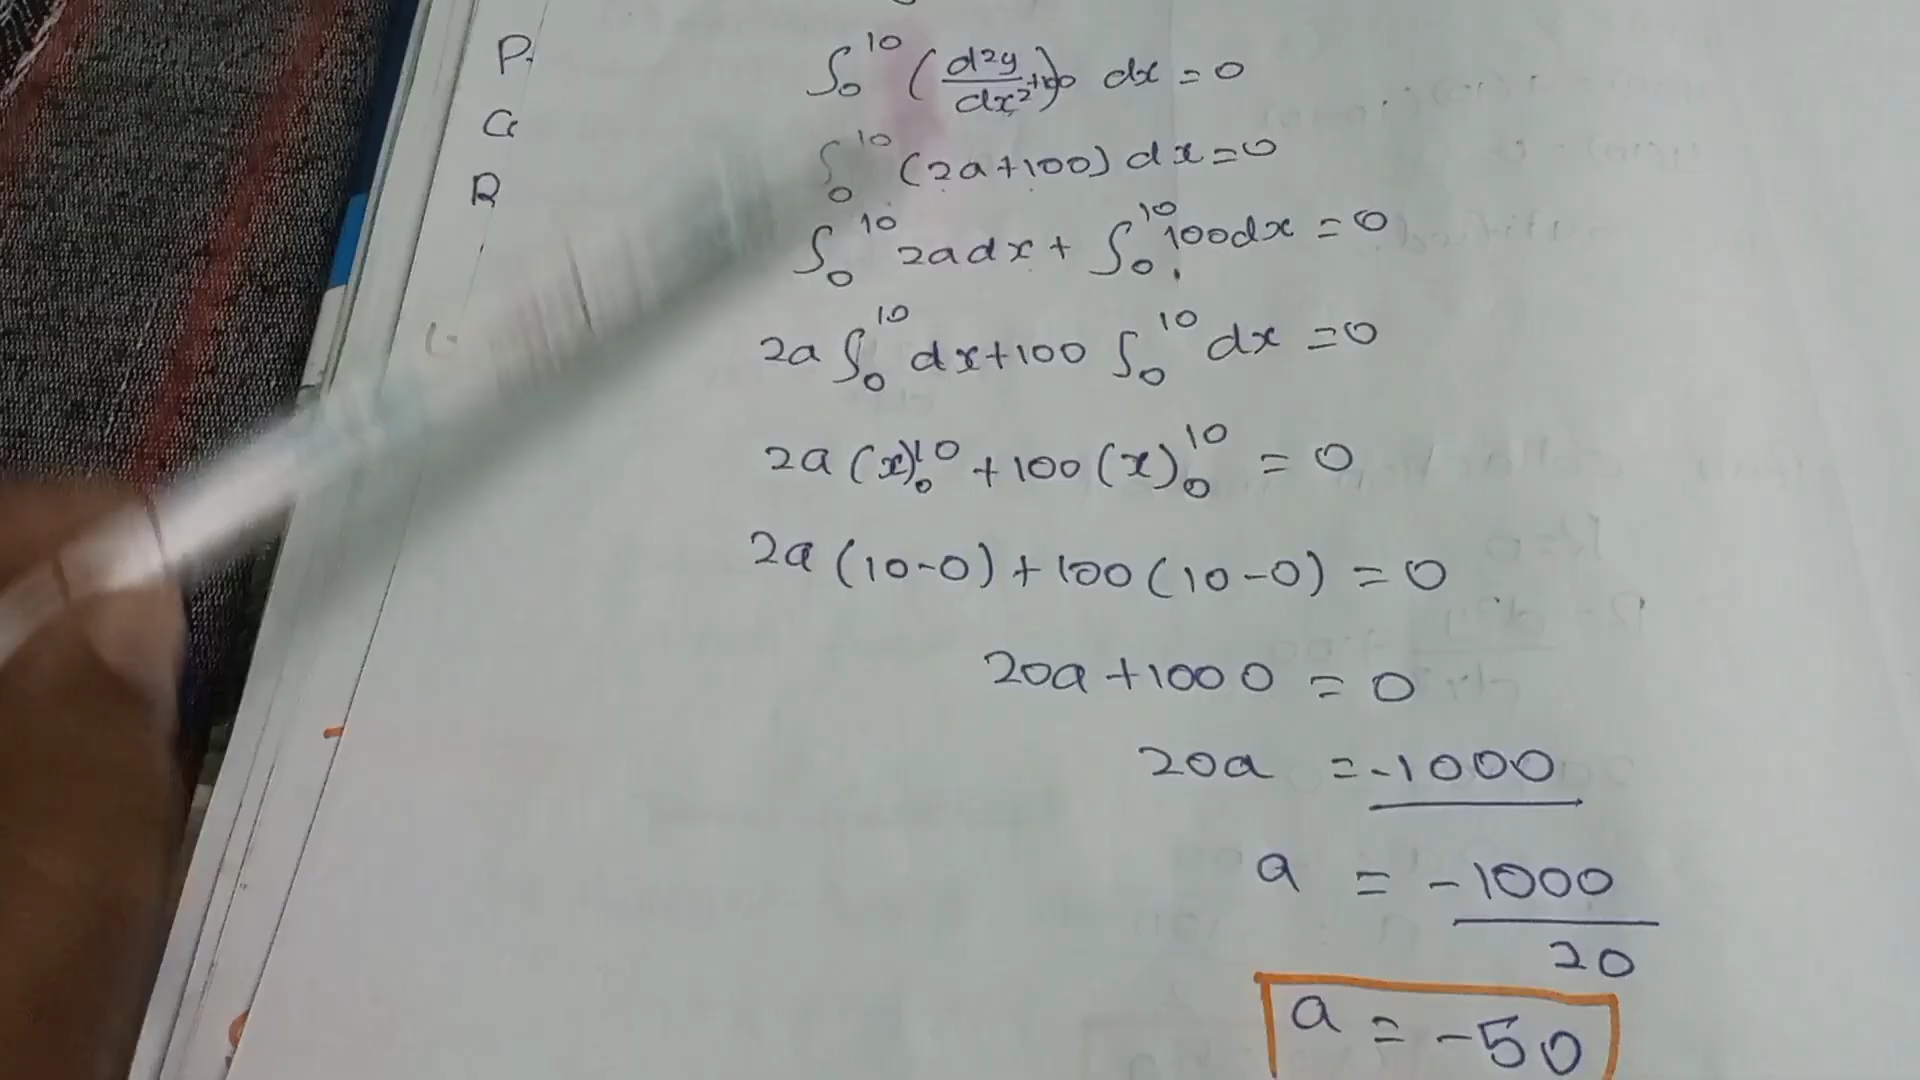 P.
G
R
∫₀¹⁰ (d²y/dx² +100) dx = 0
∫₀¹⁰ (2a+100) dx = 0
∫₀¹⁰ 2a dx + ∫₀¹⁰ 100 dx = 0
2a ∫₀¹⁰ dx + 100 ∫₀¹⁰ dx = 0
2a (x)₀¹⁰ + 100 (x)₀¹⁰ = 0
2a (10-0) + 100 (10-0) = 0
20a + 1000 = 0
20a = -1000
a = -1000
20
a = -50